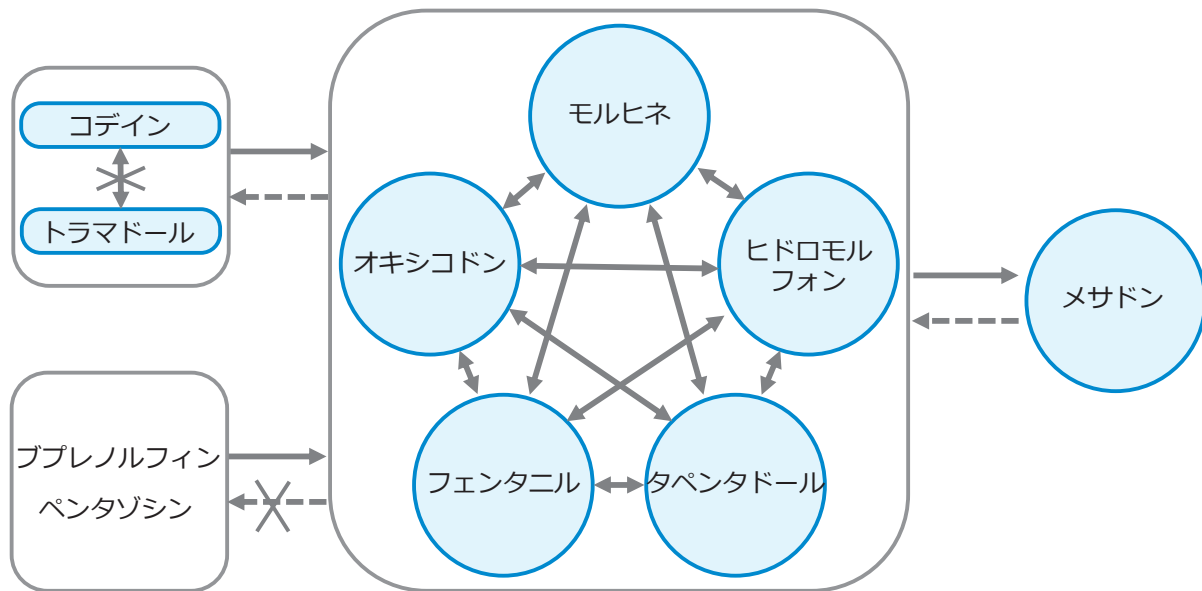 モルヒネ
コデイン
トラマドール
オキシコドン
ヒドロモル
フォン
メサドン
ブプレノルフィン
ペンタゾシン
フェンタニル
タペンタドール